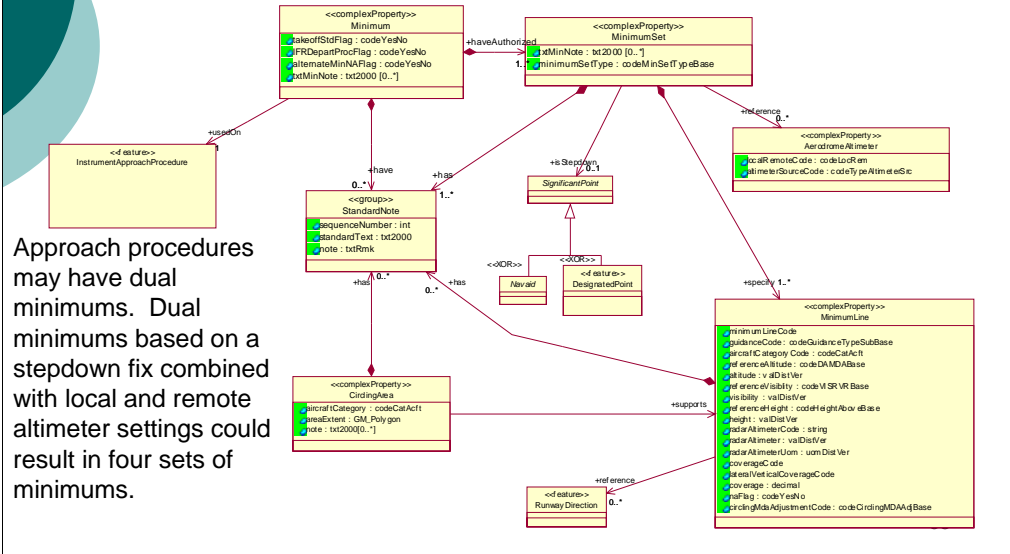 <<complexProperty>>
Minimum
takeoffStdFlag : codeYesNo
IFRDepartProcFlag : codeYesNo
alternateMinNAFlag : codeYesNo
txtMinNote : txt2000 [0..*]
+haveAuthorized
1..*
<<complexProperty>>
MinimumSet
txtMinNote : txt2000 [0..*]
minimumSetType : codeMinSetTypeBase
+usedOn
1
<<feature>>
InstrumentApproachProcedure
+have
0..*
+has
1..*
+isStepdown
0..1
+reference
0..*
<<complexProperty>>
AerodromeAltimeter
localRemoteCode : codeLocRem
altimeterSourceCode : codeTypeAltimeterSrc
SignificantPoint
<<group>>
StandardNote
sequenceNumber : int
standardText : txt2000
note : txtRmk
<<XOR>>
<<XOR>>
Navaid
<<feature>>
DesignatedPoint
+has
0..*
0..*
+has
+specify 1..*
Approach procedures
may have dual
minimums. Dual
minimums based on a
stepdown fix combined
with local and remote
altimeter settings could
result in four sets of
minimums.
<<complexProperty>>
CirclingArea
aircraftCategory : codeCatAcft
areaExtent : GM_Polygon
note : txt2000[0..*]
+supports
<<complexProperty>>
MinimumLine
minimumLineCode
guidanceCode : codeGuidanceTypeSubBase
aircraftCategoryCode : codeCatAcft
referenceAltitude : codeDAMDABase
altitude : valDistVer
referenceVisiblity : codeVISRVRBase
visibility : valDistVer
referenceHeight : codeHeightAboveBase
height : valDistVer
radarAltimeterCode : string
radarAltimeter : valDistVer
radarAltimeterUom : uomDistVer
coverageCode
lateralVerticalCoverageCode
coverage : decimal
naFlag : codeYesNo
circlingMdaAdjustmentCode : codeCirclingMDAAdjBase
+reference
0..*
<<feature>>
RunwayDirection